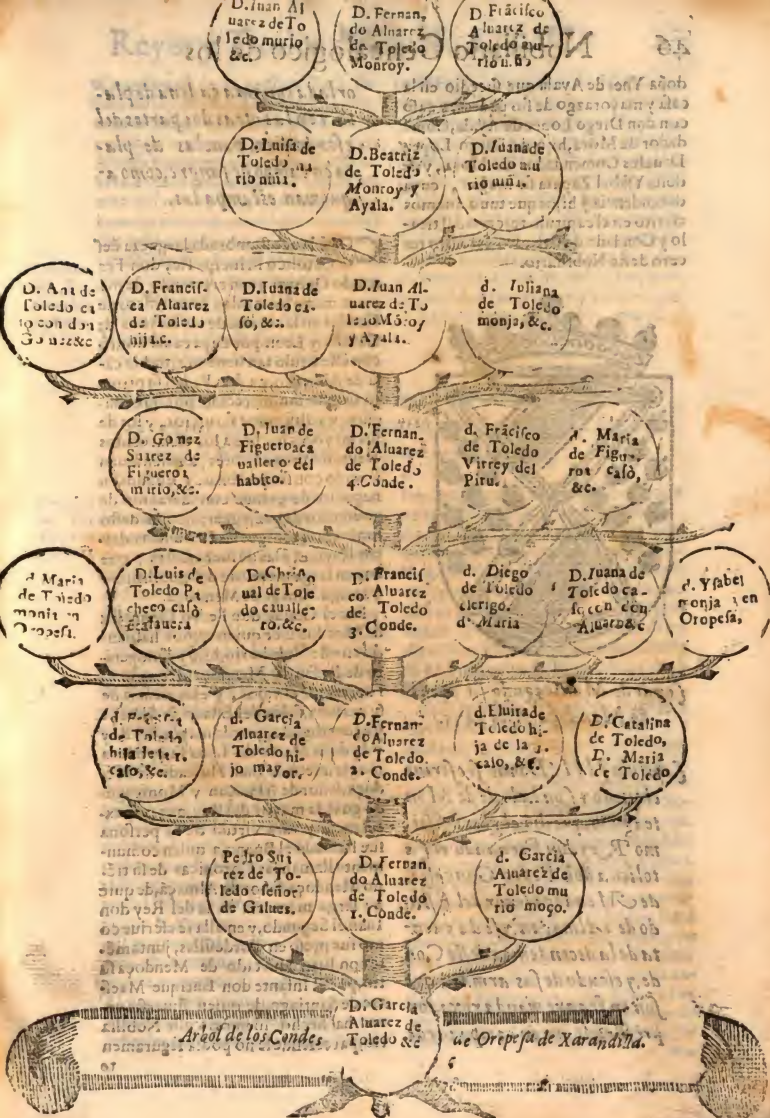 D. Iuan Al
uarez de To
ledo murio
&c.
D. Fernan,
do Aluarez
de Toledo
Monroy.
D. Frãcisco
Aluarez de
Toledo mu
rio niño
D. Luisa de
Toledo mu
rio niña.
D. Beatriz
de Toledo
Monroy y
Ayala.
D. Iuana de
Toledo mu
rio niña.
D. Ana de
Toledo ca
so con don
Gomez &c
D. Francis-
ca Aluarez
de Toledo
hija.c.
D. Iuana de
Toledo ca-
sò, &c.
D. Iuan Al-
uarez de To
ledo Mõroy
y Ayala.
d. Iuliana
de Toledo
monja, &c.
D. Gomez
Suarez de
Figueroa
murio, &c.
D. Iuan de
Figueroa ca
uallero del
habito.
D. Fernan-
do Aluarez
de Toledo
4. Conde.
d. Frãcisco
de Toledo
Virrey del
Piru.
d. Maria
de Figue-
roa casò,
&c.
d. Maria
de Toledo
monja en
Oropesa.
D. Luis de
Toledo Pa
checo casò
D. Christo
ual de Tole
do caualle-
ro, &c.
D. Francis
co Aluarez
de Toledo
3. Conde.
d. Diego
de Toledo
clerigo.
d. Maria
D. Iuana de
Toledo ca-
so, con don
Aluaro &c
d. Ysabel
monja en
Oropesa,
de Toledo
hija de la 1.
caso, &c.
d. Garcia
Aluarez de
Toledo hi-
jo mayor.
D. Fernan-
do Aluarez
de Toledo
2. Conde.
d. Eluira de
Toledo hi-
ja de la
caso, &c.
D. Catalina
de Toledo,
D. Maria
de Toledo
Pedro Sua
rez de To-
ledo señor
de Galues.
D. Fernan
do Aluarez
de Toledo
1. Conde.
d. Garcia
Aluarez de
Toledo mu
rio moço.
D. Garcia
Aluarez de
Toledo &c
Arbol de los Condes
de Oropesa de Xarandilla.